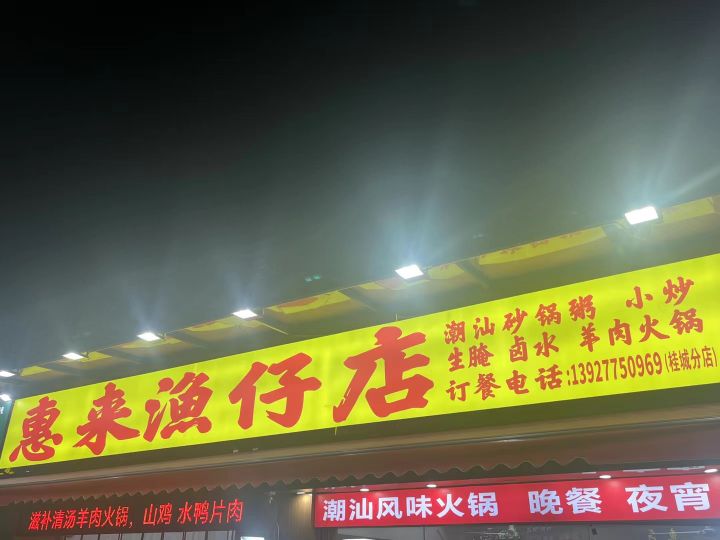 惠来漁仔店
潮汕砂锅粥 小炒
生腌 卤水 羊肉火锅
订餐电话:13927750969(桂城分店)
滋补清汤羊肉火锅，山鸡 水鸭片肉
潮汕风味火锅 晚餐 夜宵